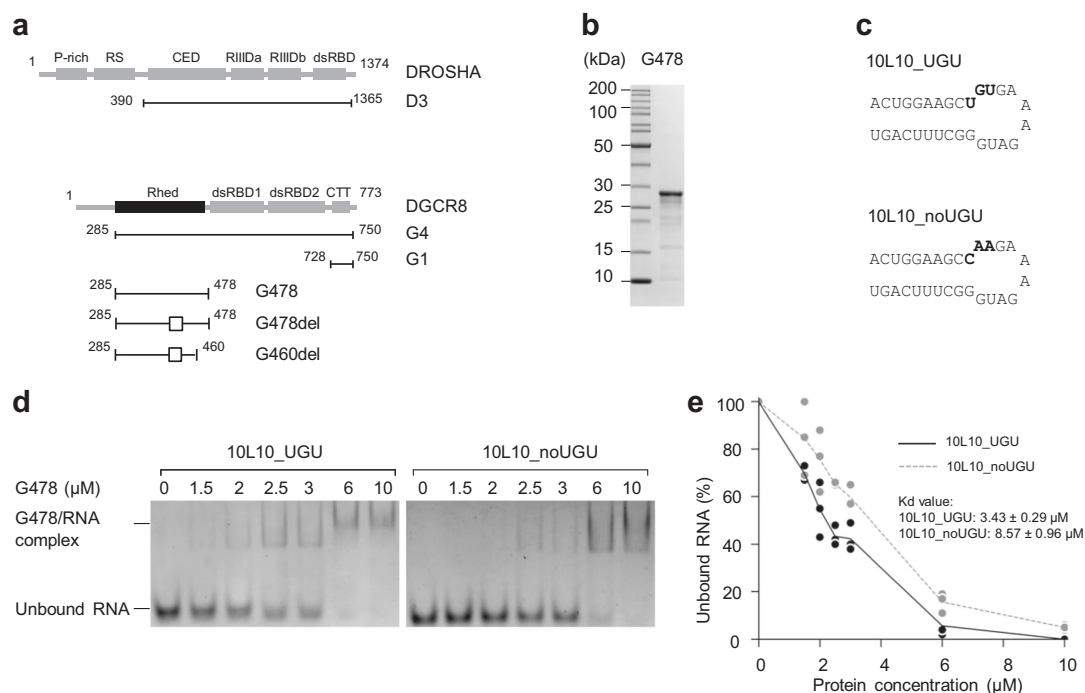 a
P-rich RS CED RIIIDa RIIIDb dsRBD
1 1374 DROSHA
390 1365 D3
1 Rhed dsRBD1 dsRBD2 CTT 773
DGCR8
285 750 G4
728 750 G1
285 478 G478
285 478 G478del
285 460 G460del
b
(kDa) G478
200
100
50
30
25
15
10
c
10L10_UGU
ACUGGAAGCUGUGA
A
A
UGUCAUUUCGGGUAG
10L10_noUGU
ACUGGAAGCCAAGA
A
A
UGUCAUUUCGGGUAG
d
10L10_UGU 10L10_noUGU
G478 (µM) 0 1.5 2 2.5 3 6 10 0 1.5 2 2.5 3 6 10
G478/RNA
complex
Unbound RNA
e
Unbound RNA (%)
100
80
60
40
20
0
0 2 4 6 8 10
Protein concentration (µM)
10L10_UGU
10L10_noUGU
Kd value:
10L10_UGU: 3.43 ± 0.29 µM
10L10_noUGU: 8.57 ± 0.96 µM